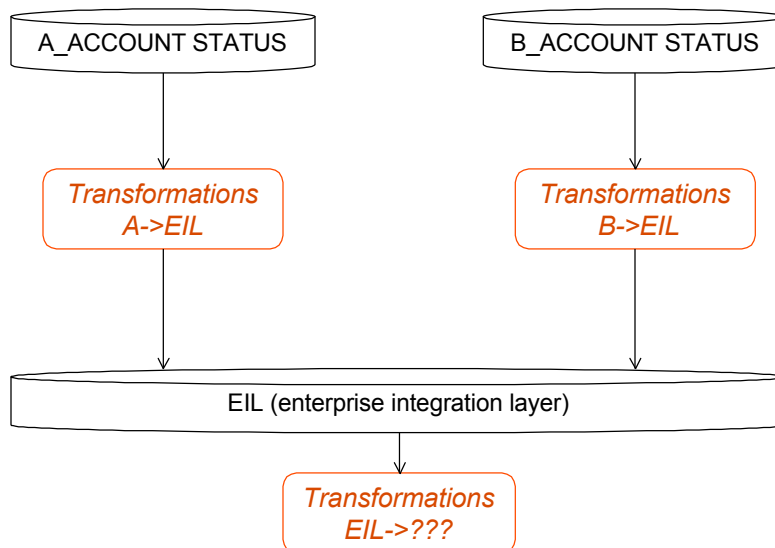 A_ACCOUNT STATUS
B_ACCOUNT STATUS
Transformations
A->EIL
Transformations
B->EIL
EIL (enterprise integration layer)
Transformations
EIL->???